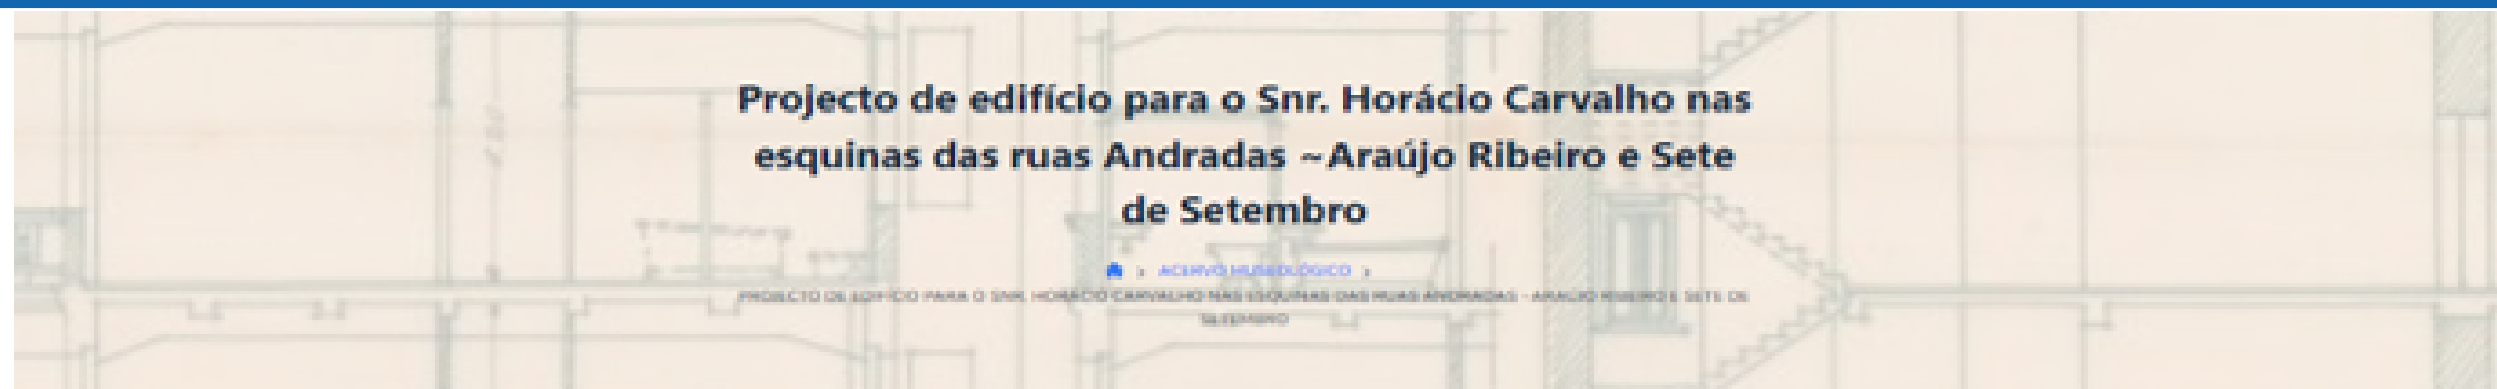 Projecto de edifício para o Snr. Horácio Carvalho nas
esquinas das ruas Andradas ~Araújo Ribeiro e Sete
de Setembro
› ACERVO MUSEOLÓGICO ›
PROJECTO DE EDIFÍCIO PARA O SNR. HORÁCIO CARVALHO NAS ESQUINAS DAS RUAS ANDRADAS ~ARAÚJO RIBEIRO E SETE DE
SETEMBRO